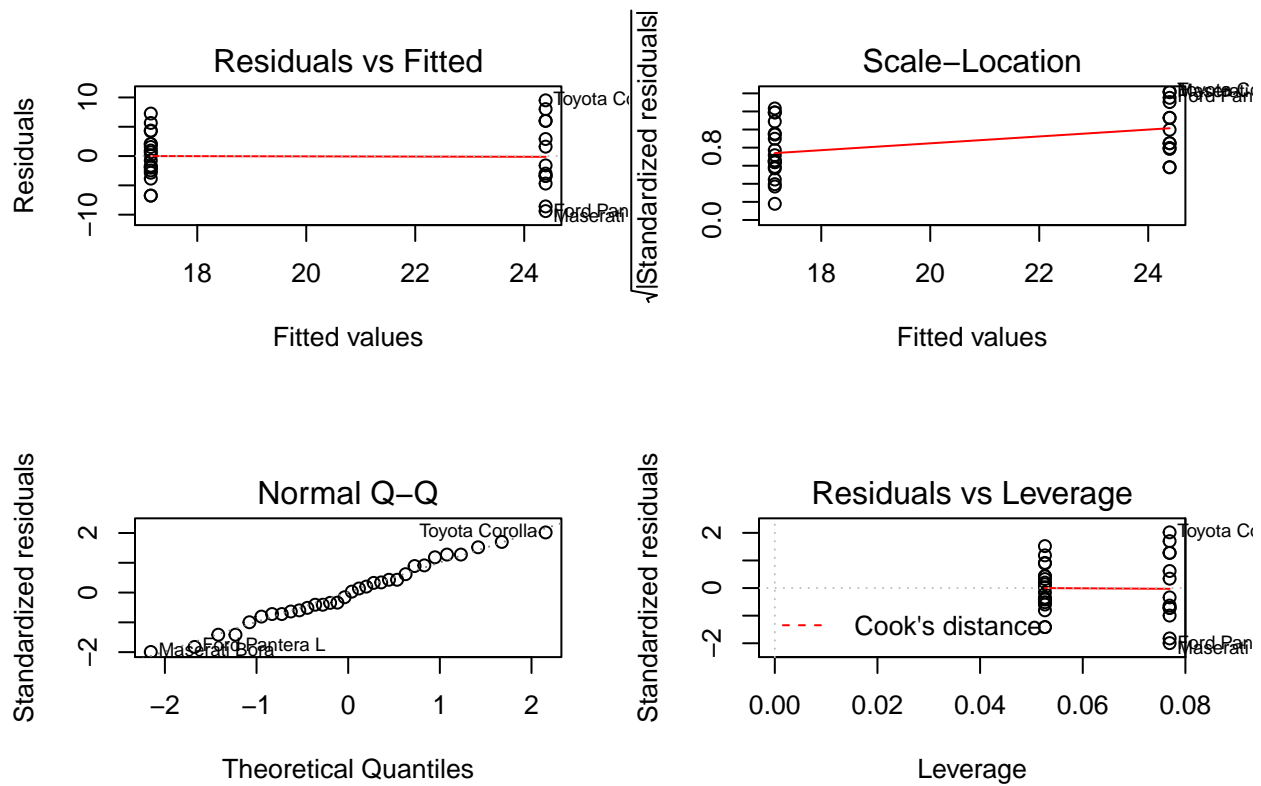 Residuals vs Fitted
Residuals
10
0
−10
Toyota Co
Ford Pan
Maserati
18 20 22 24
Fitted values
Scale−Location
√|Standardized residuals|
0.8
0.0
Toyota Co
Ford Pan
18 20 22 24
Fitted values
Normal Q−Q
Standardized residuals
2
0
−2
Toyota Corolla
Ford Pantera L
Maserati Bora
−2 −1 0 1 2
Theoretical Quantiles
Residuals vs Leverage
Standardized residuals
2
0
−2
Toyota Co
Cook's distance
Ford Pan
Maserati
0.00 0.02 0.04 0.06 0.08
Leverage